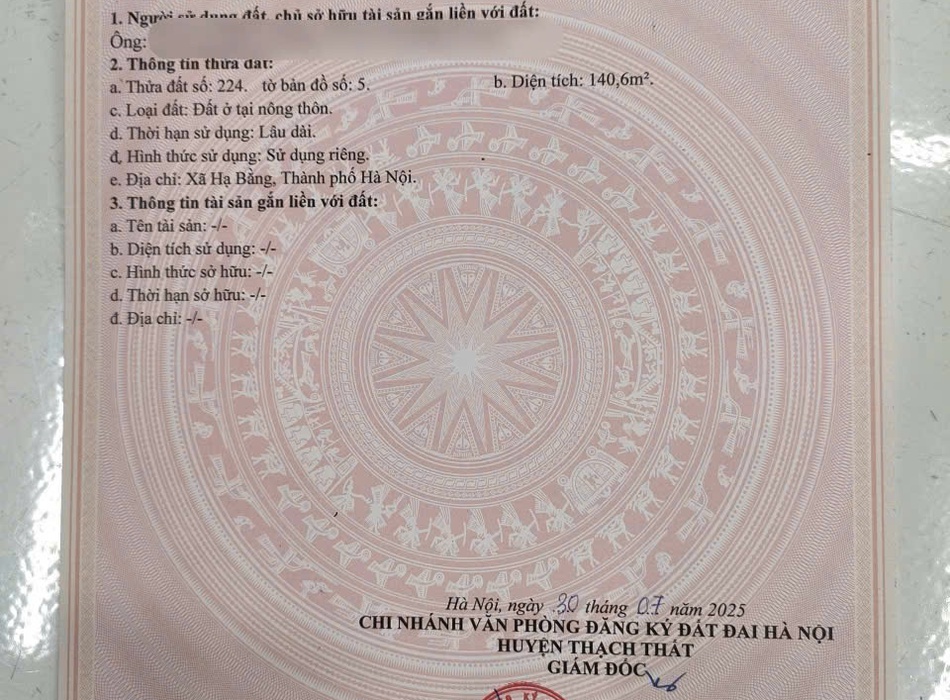 1. Người sử dụng đất, chủ sở hữu tài sản gắn liền với đất:
Ông:
2. Thông tin thửa đất:
a. Thửa đất số: 224. tờ bản đồ số: 5. b. Diện tích: 140,6m².
c. Loại đất: Đất ở tại nông thôn.
d. Thời hạn sử dụng: Lâu dài.
đ. Hình thức sử dụng: Sử dụng riêng.
e. Địa chỉ: Xã Hạ Bằng, Thành phố Hà Nội.
3. Thông tin tài sản gắn liền với đất:
a. Tên tài sản: -/-
b. Diện tích sử dụng: -/-
c. Hình thức sở hữu: -/-
d. Thời hạn sở hữu: -/-
đ. Địa chỉ: -/-
Hà Nội, ngày 30 tháng 07 năm 2025
CHI NHÁNH VĂN PHÒNG ĐĂNG KÝ ĐẤT ĐAI HÀ NỘI
HUYỆN THẠCH THẤT
GIÁM ĐỐC